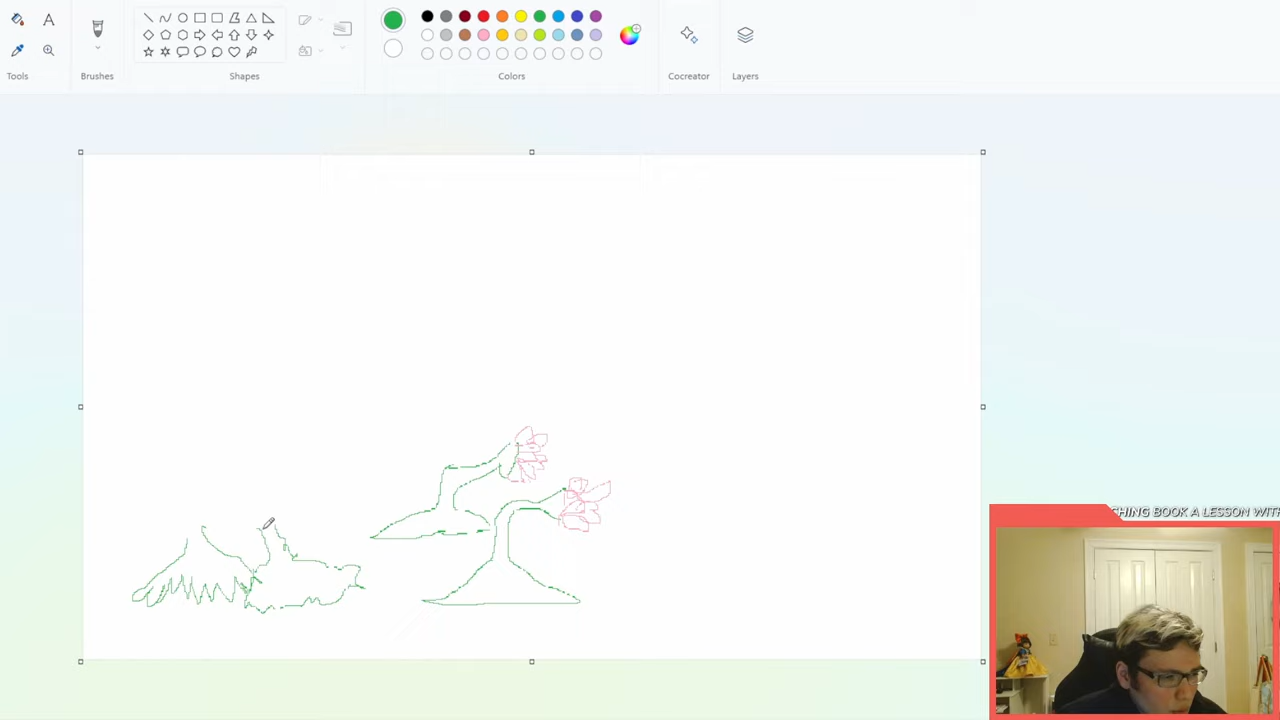 Tools
Brushes
Shapes
Colors
Cocreator
Layers
CHING BOOK A LESSON WITH